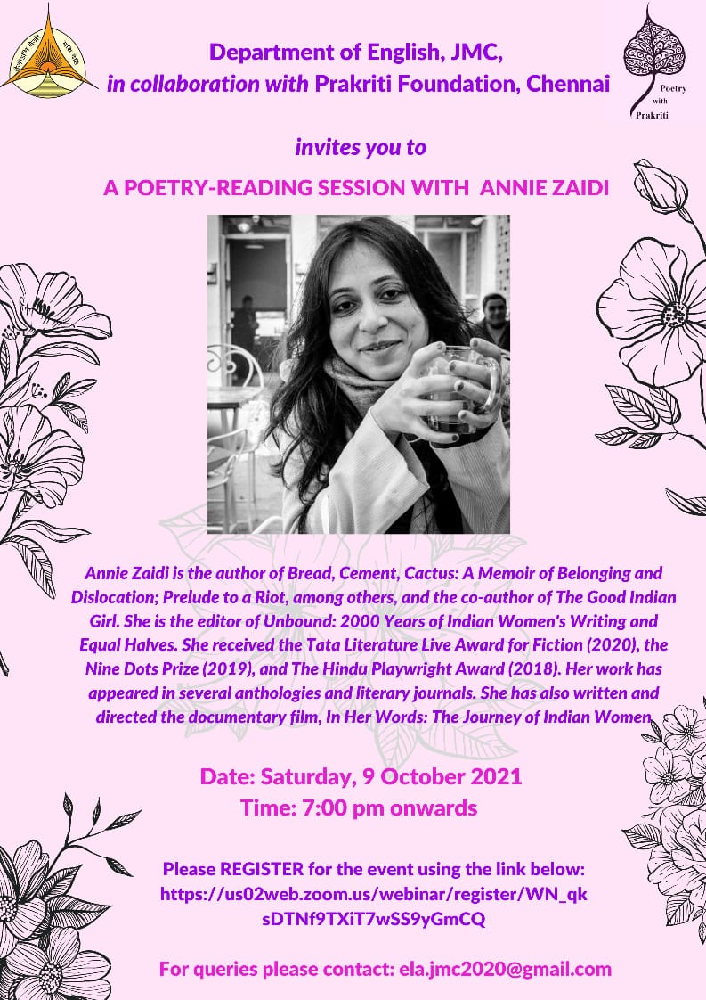 तेजोऽसि तेजो मयि धेहि
Department of English, JMC,
in collaboration with Prakriti Foundation, Chennai
Poetry
with
Prakriti
invites you to
A POETRY-READING SESSION WITH ANNIE ZAIDI
Annie Zaidi is the author of Bread, Cement, Cactus: A Memoir of Belonging and
Dislocation; Prelude to a Riot, among others, and the co-author of The Good Indian
Girl. She is the editor of Unbound: 2000 Years of Indian Women's Writing and
Equal Halves. She received the Tata Literature Live Award for Fiction (2020), the
Nine Dots Prize (2019), and The Hindu Playwright Award (2018). Her work has
appeared in several anthologies and literary journals. She has also written and
directed the documentary film, In Her Words: The Journey of Indian Women
Date: Saturday, 9 October 2021
Time: 7:00 pm onwards
Please REGISTER for the event using the link below:
https://us02web.zoom.us/webinar/register/WN_qk
sDTNf9TXiT7wSS9yGmCQ
For queries please contact: ela.jmc2020@gmail.com